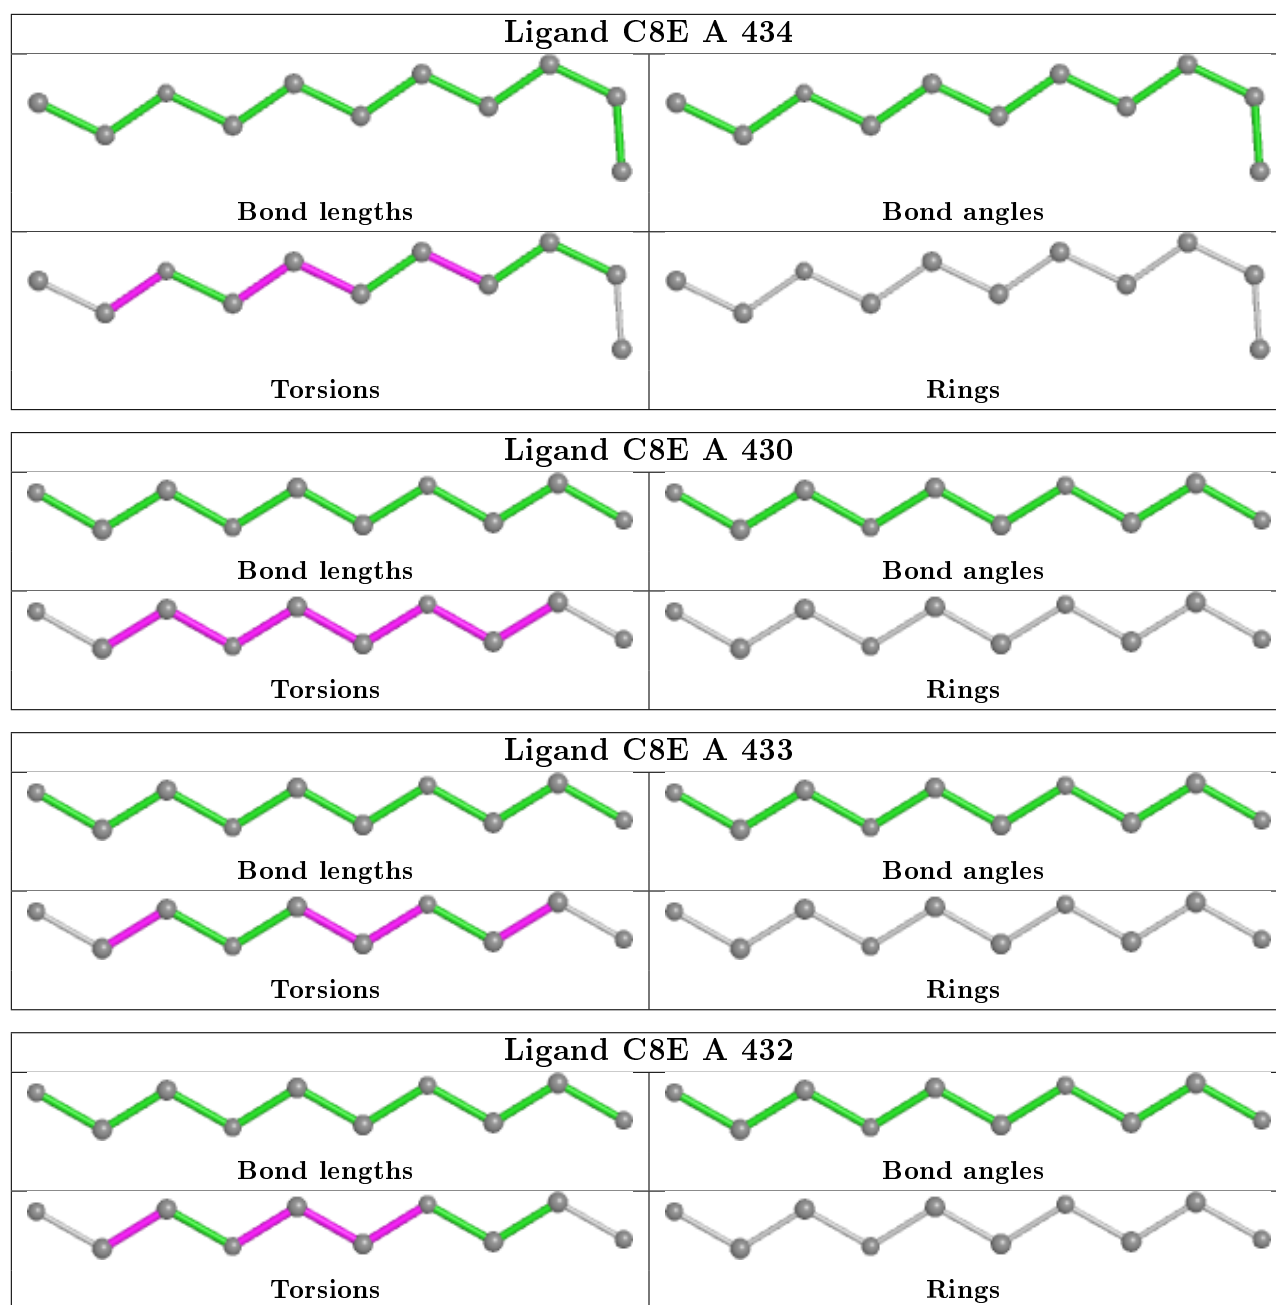 Ligand C8E A 434
Bond lengths
Bond angles
Torsions
Rings
Ligand C8E A 430
Bond lengths
Bond angles
Torsions
Rings
Ligand C8E A 433
Bond lengths
Bond angles
Torsions
Rings
Ligand C8E A 432
Bond lengths
Bond angles
Torsions
Rings